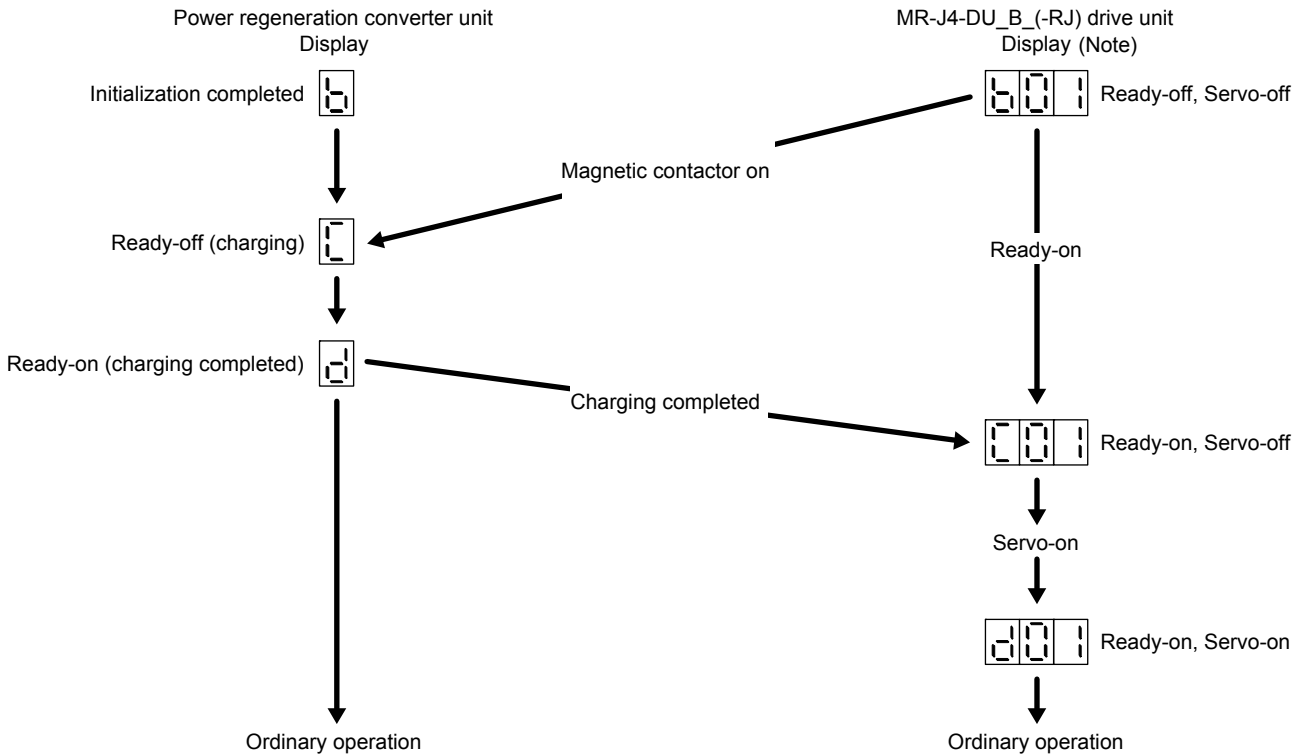 Power regeneration converter unit
Display
MR-J4-DU_B_(-RJ) drive unit
Display (Note)
Initialization completed
b
b01
Ready-off, Servo-off
Magnetic contactor on
Ready-off (charging)
C
Ready-on
Ready-on (charging completed)
d
Charging completed
C01
Ready-on, Servo-off
Servo-on
d01
Ready-on, Servo-on
Ordinary operation
Ordinary operation